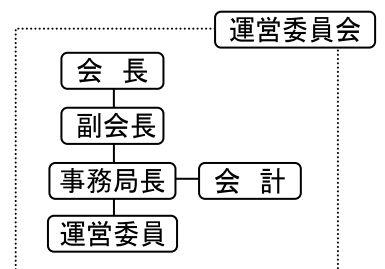 運営委員会
会 長
副会長
事務局長
会 計
運営委員